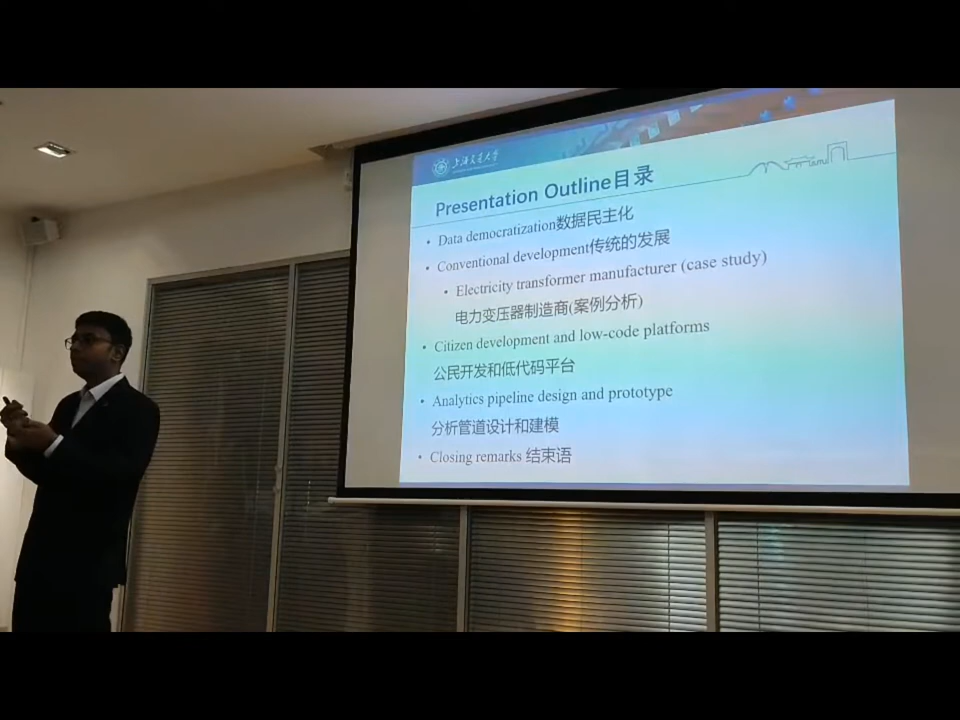 上海交通大学
Presentation Outline目录
• Data democratization数据民主化
• Conventional development传统的发展
• Electricity transformer manufacturer (case study)
电力变压器制造商(案例分析)
• Citizen development and low-code platforms
公民开发和低代码平台
• Analytics pipeline design and prototype
分析管道设计和建模
• Closing remarks 结束语